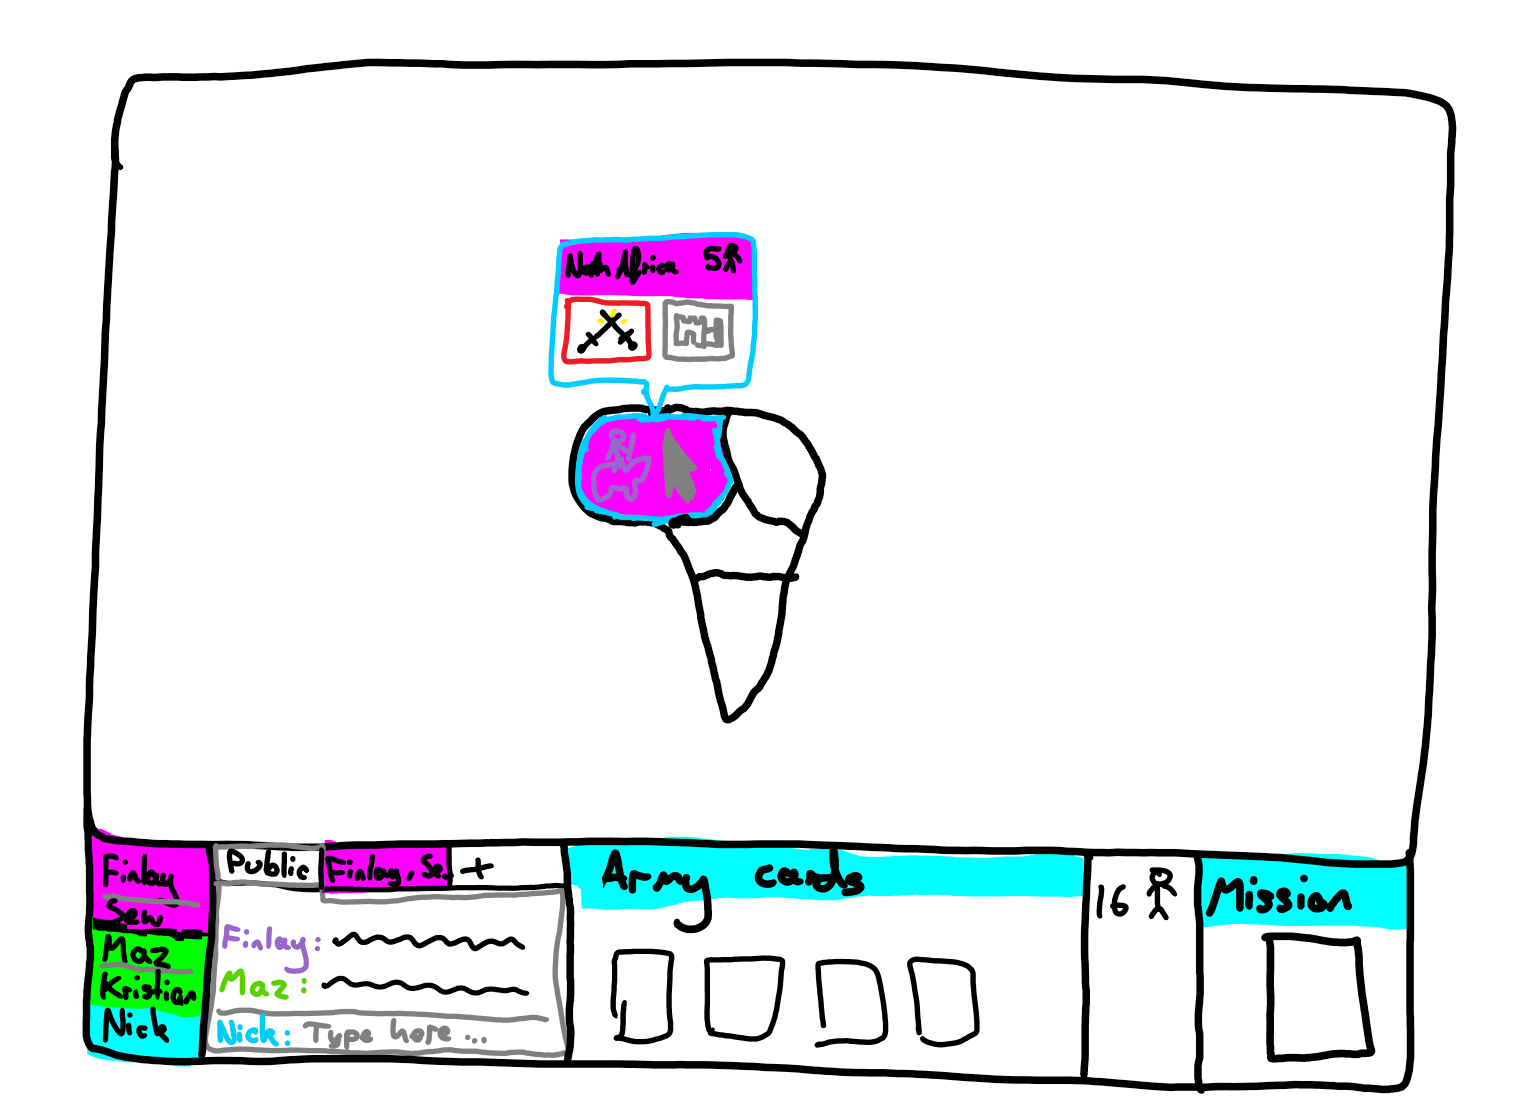 North Africa 5
Finlay
Sew
Maz
Kristian
Nick
Public Finlay, Se.. +
Finlay:
Maz:
Nick: Type here ...
Army cards
16
Mission